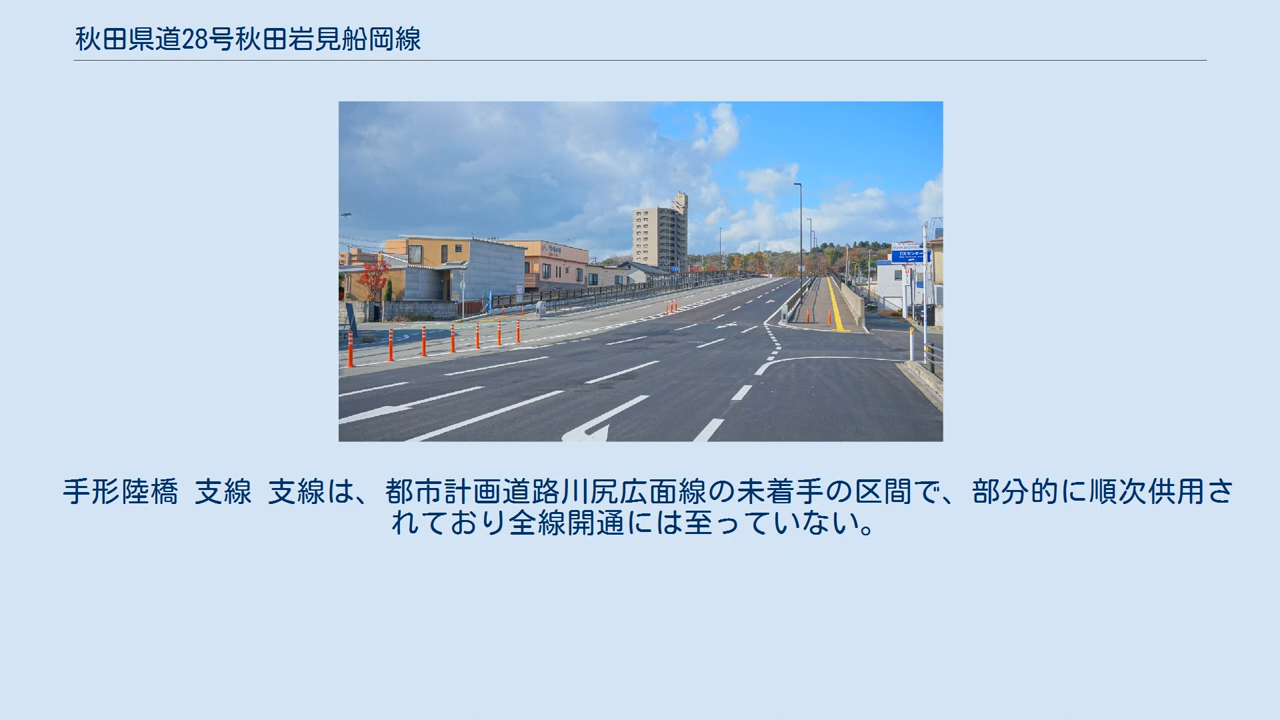 秋田県道28号秋田岩見船岡線
手形陸橋 支線 支線は、都市計画道路川尻広面線の未着手の区間で、部分的に順次供用さ
れており全線開通には至っていない。